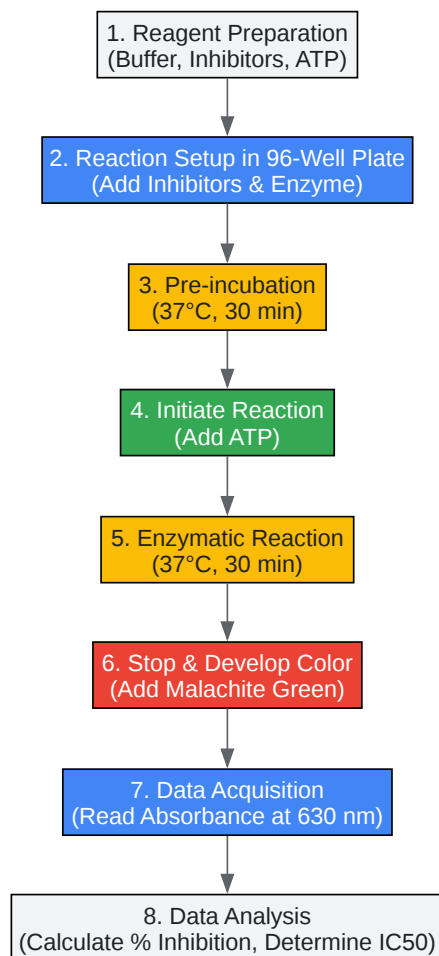 1. Reagent Preparation
(Buffer, Inhibitors, ATP)
2. Reaction Setup in 96-Well Plate
(Add Inhibitors & Enzyme)
3. Pre-incubation
(37°C, 30 min)
4. Initiate Reaction
(Add ATP)
5. Enzymatic Reaction
(37°C, 30 min)
6. Stop & Develop Color
(Add Malachite Green)
7. Data Acquisition
(Read Absorbance at 630 nm)
8. Data Analysis
(Calculate % Inhibition, Determine IC50)